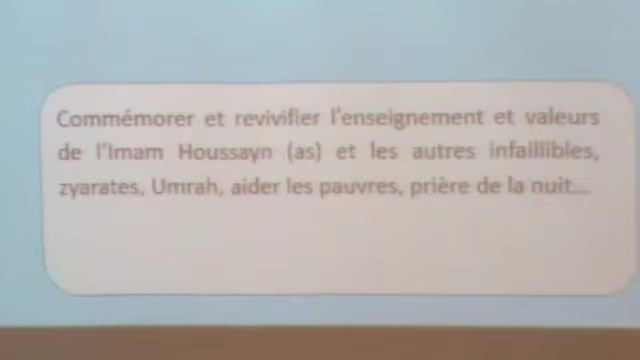 Commémorer et revivifier l'enseignement et valeurs
de l'Imam Houssayn (as) et les autres infaillibles,
zyarates, Umrah, aider les pauvres, prière de la nuit...